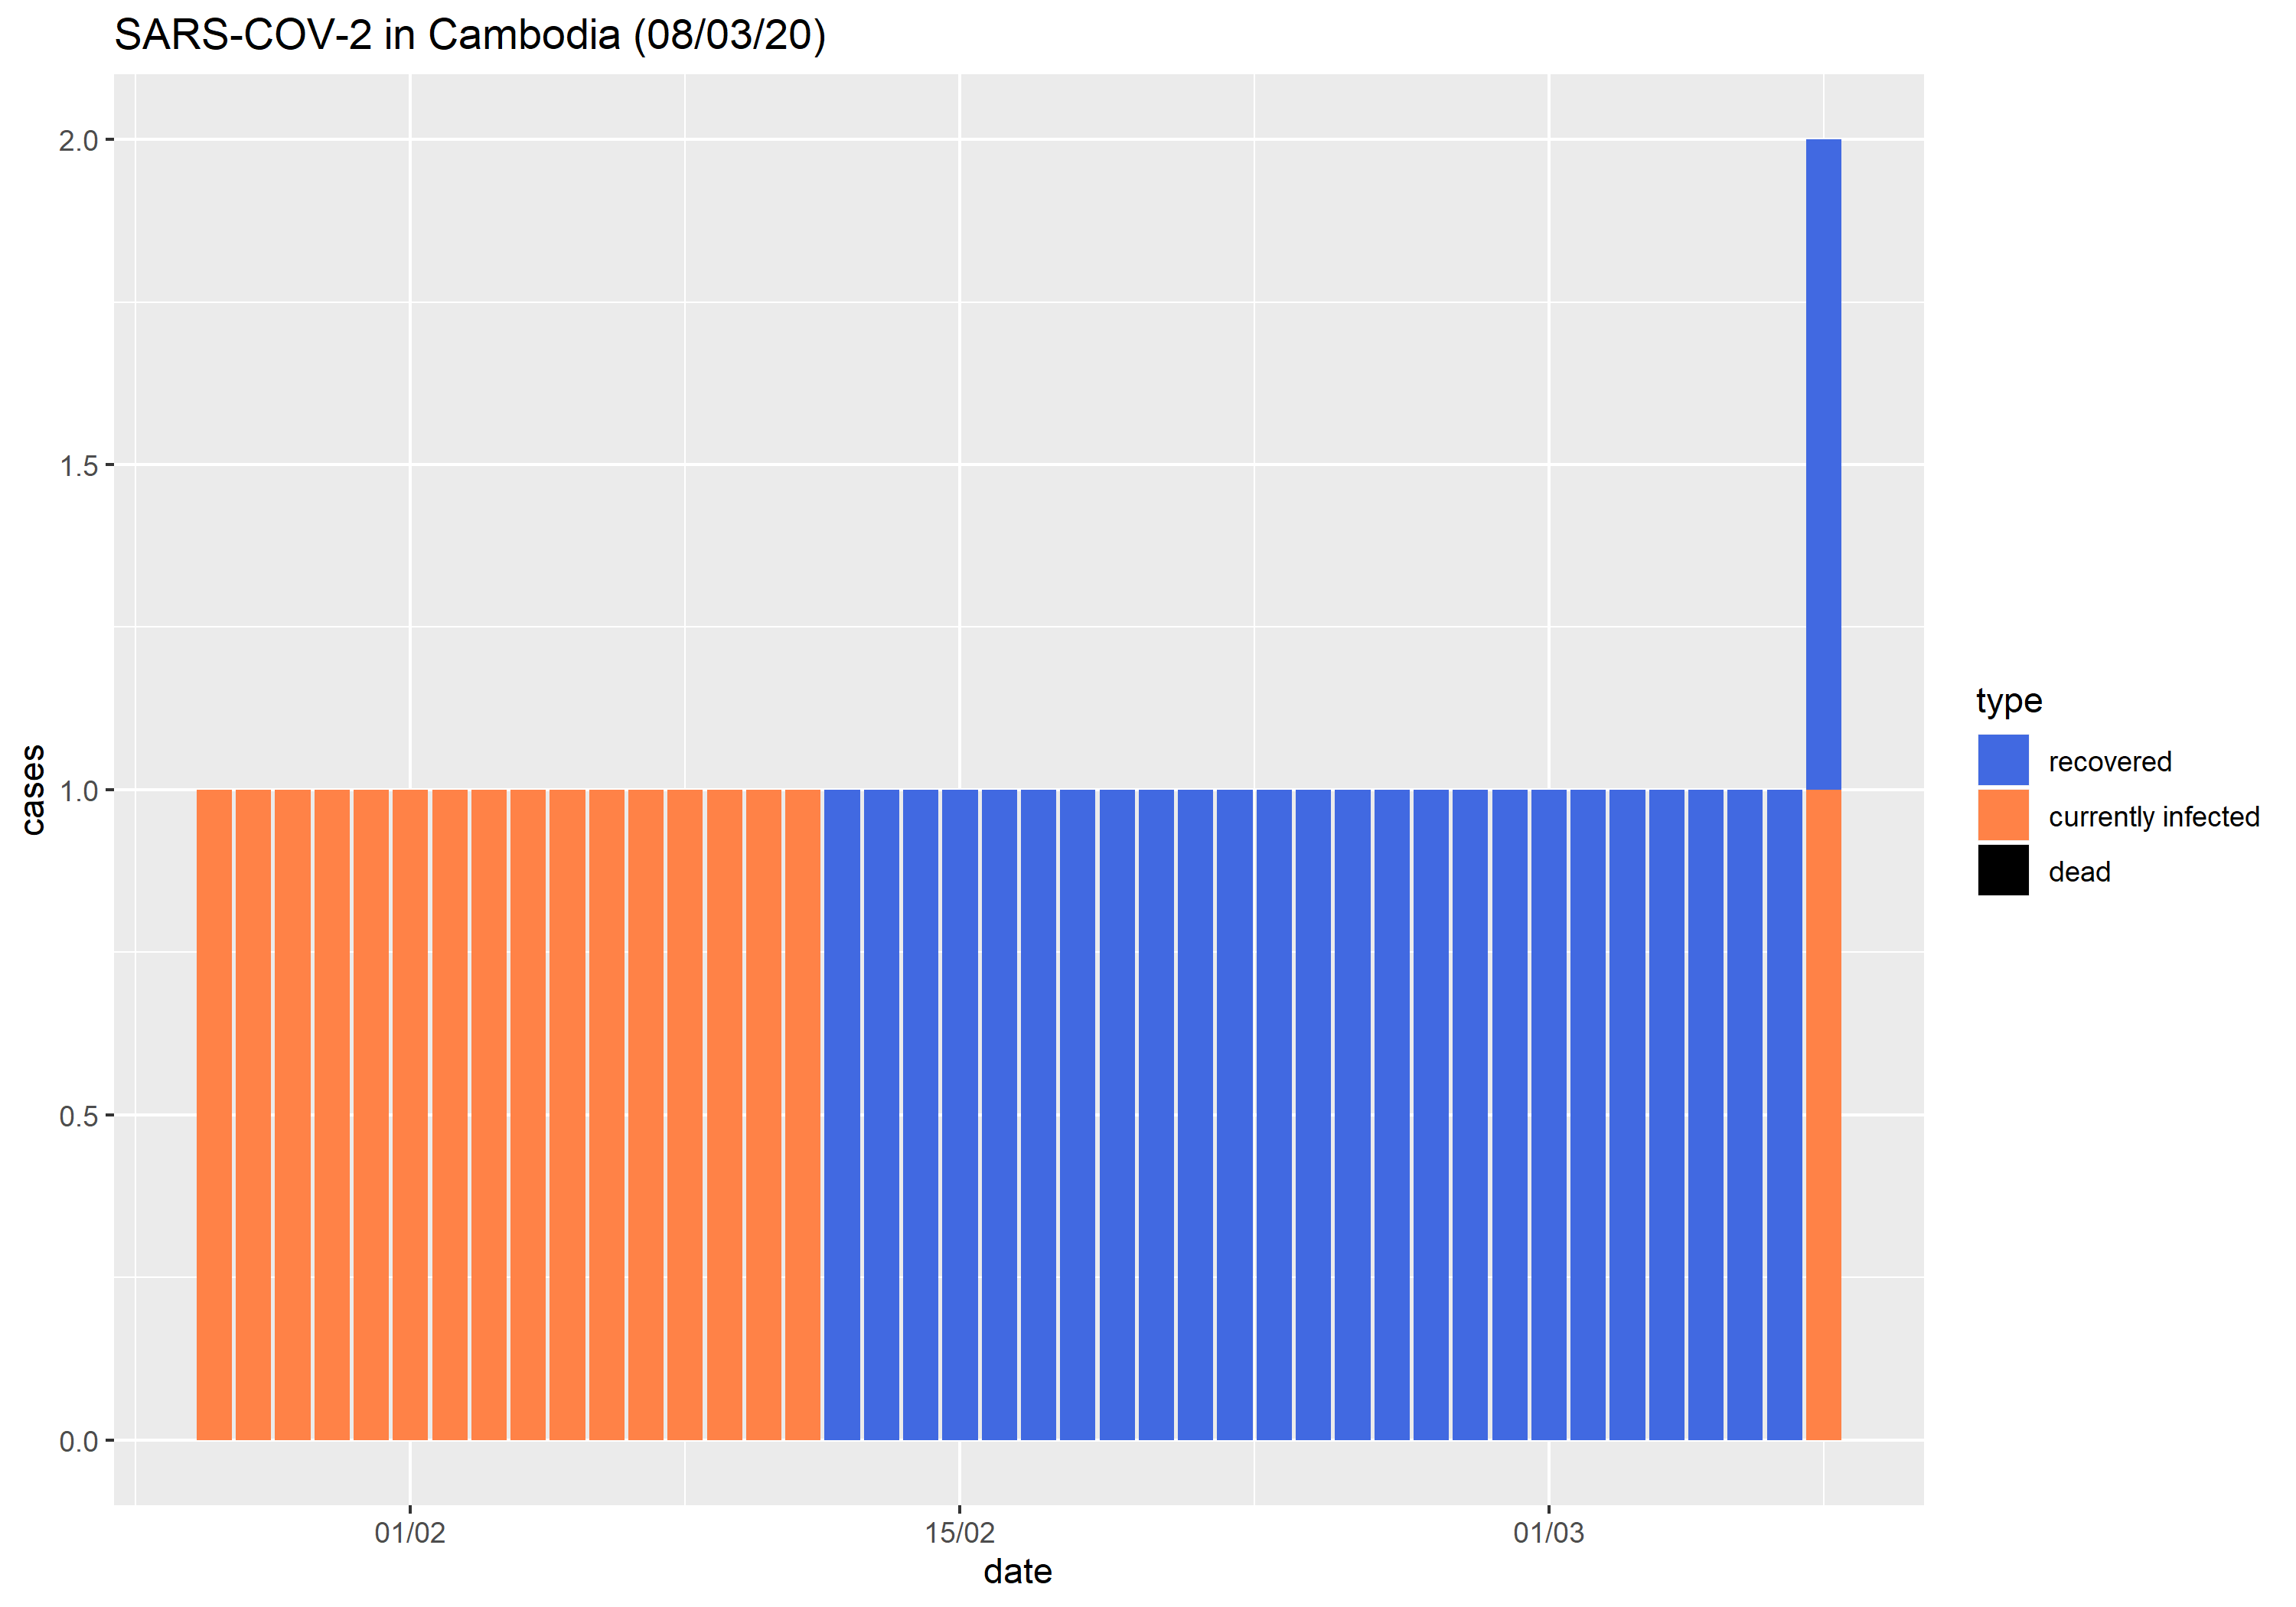 SARS-COV-2 in Cambodia (08/03/20)
2.0
1.5
1.0
0.5
0.0
cases
01/02
15/02
01/03
date
type
recovered
currently infected
dead